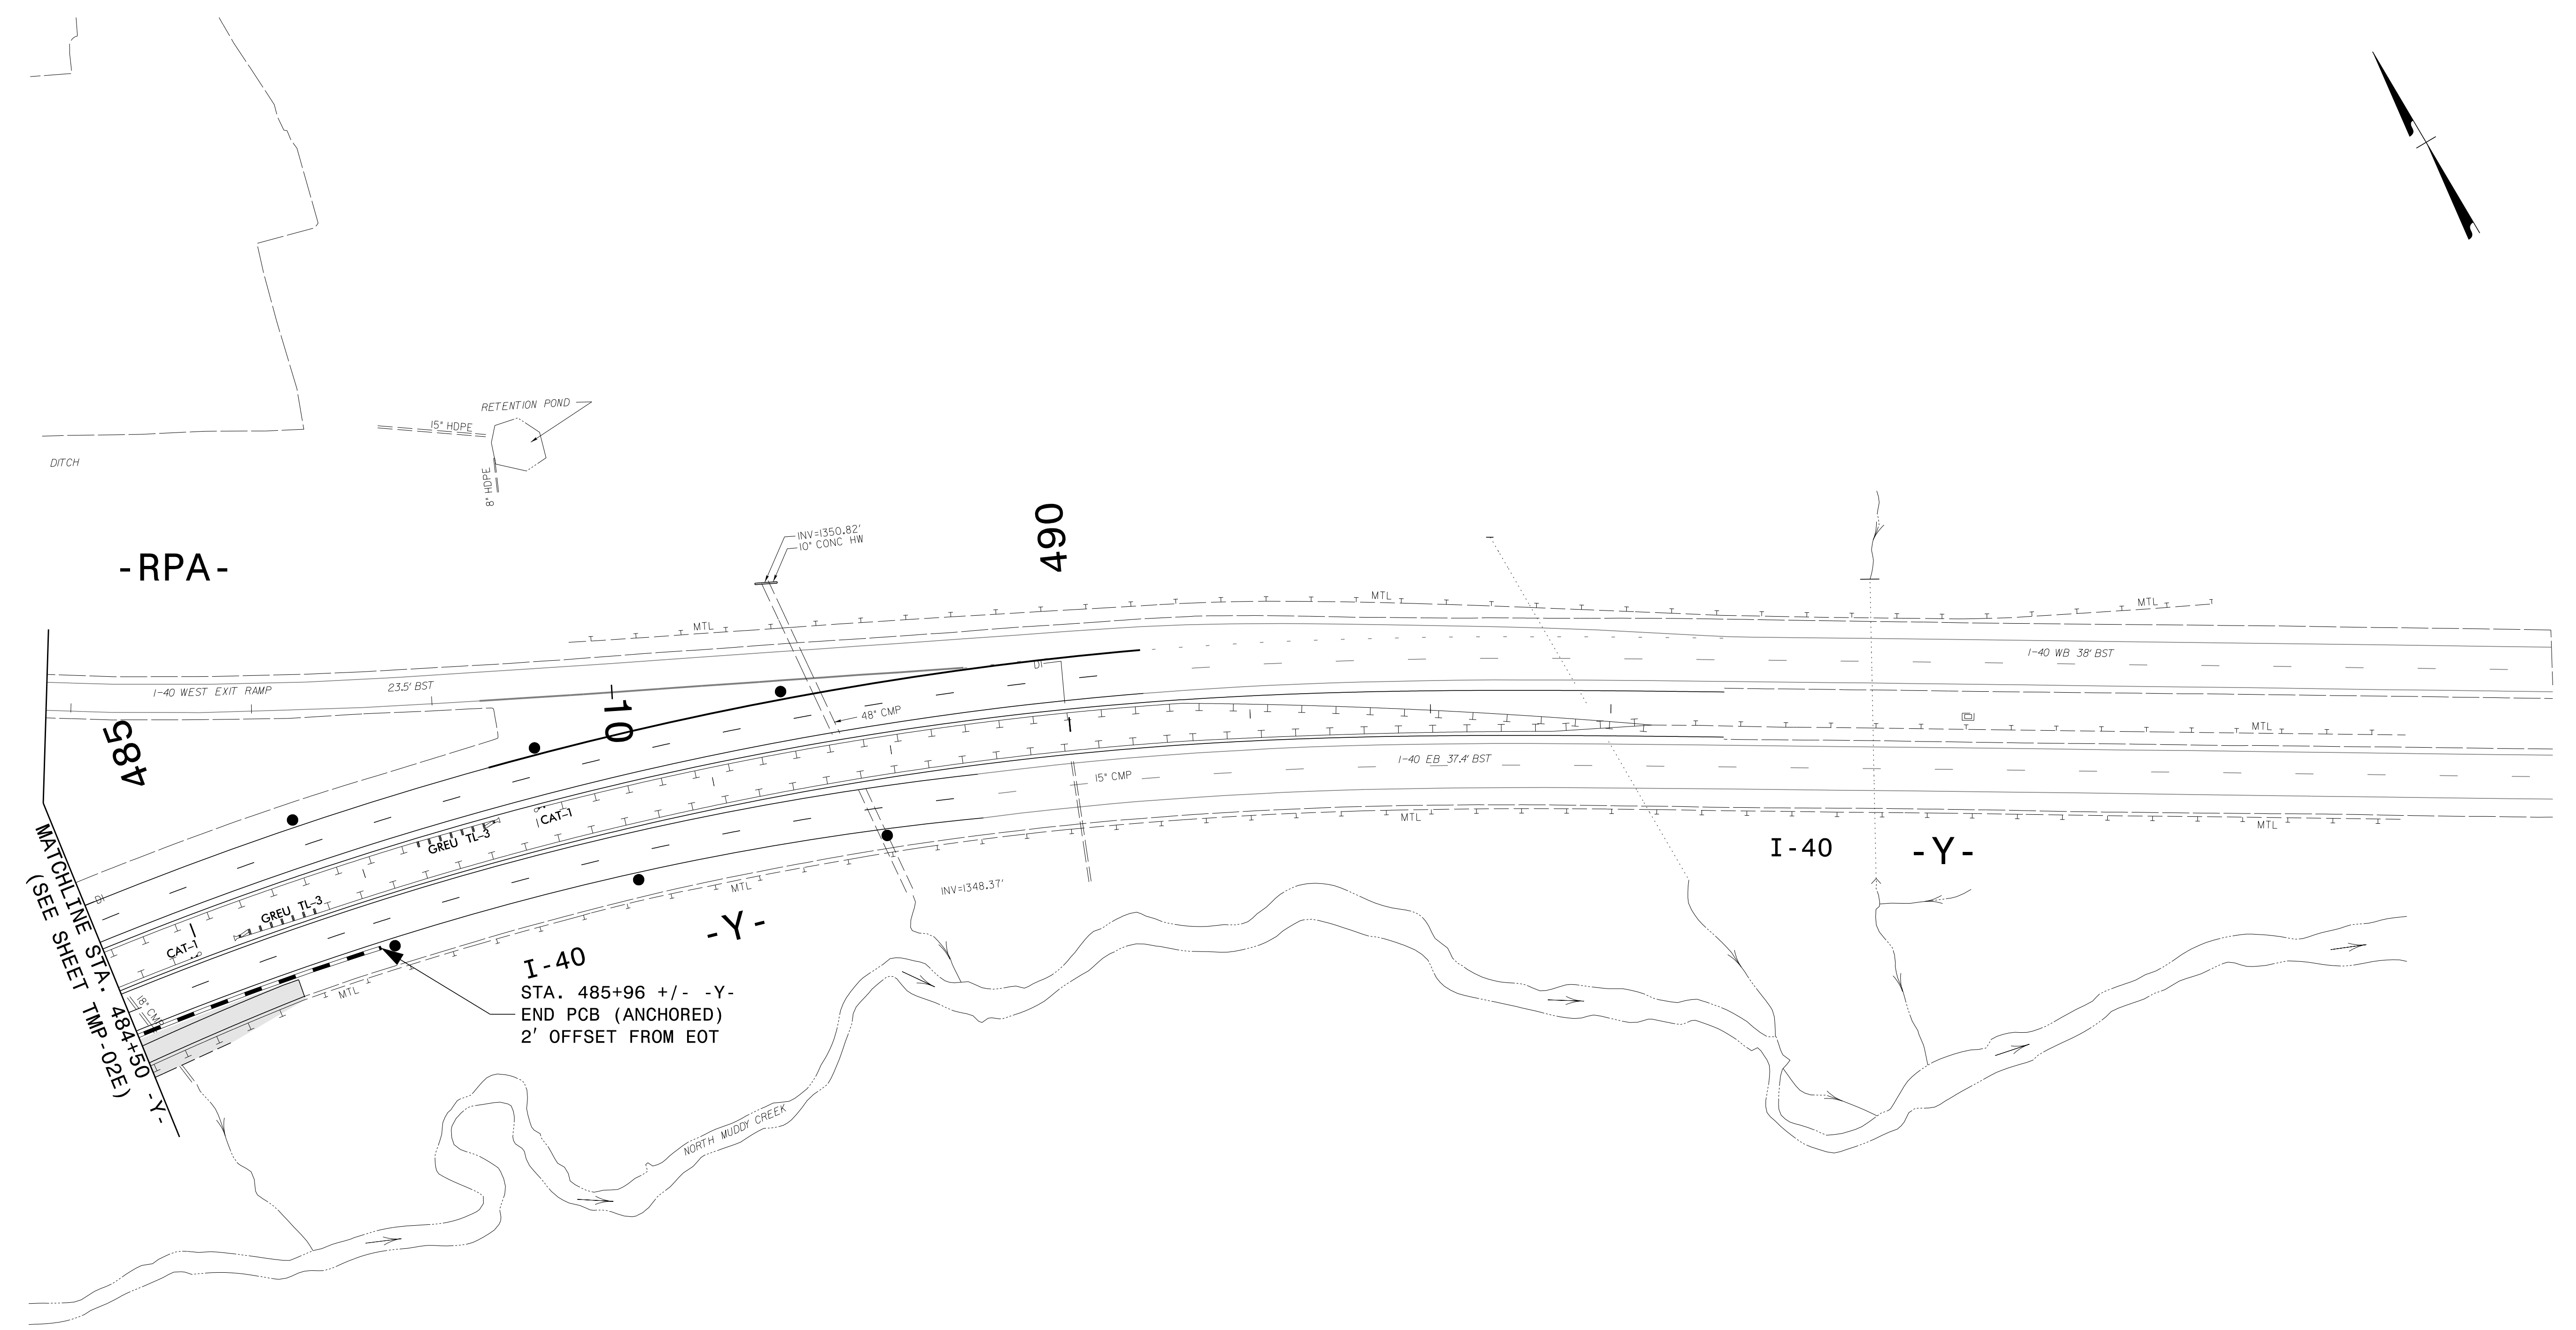 RETENTION POND
15" HDPE
DITCH
8" HDPE
INV=1350.82'
10" CONC HW
490
-RPA-
MTL
MTL
MTL
I-40 WB 38' BST
DI
I-40 WEST EXIT RAMP
23.5' BST
10
48" CMP
485
MTL
I-40 EB 37.4' BST
15" CMP
CAT-1
GREU TL-3
MTL
MTL
I-40
-Y-
INV=1348.37'
MTL
DI
GREU TL-3
-Y-
CAT-1
MATCHLINE STA. 484+50 -Y-
(SEE SHEET TMP-02E)
18" CMP
MTL
I-40
STA. 485+96 +/- -Y-
END PCB (ANCHORED)
2' OFFSET FROM EOT
NORTH MUDDY CREEK